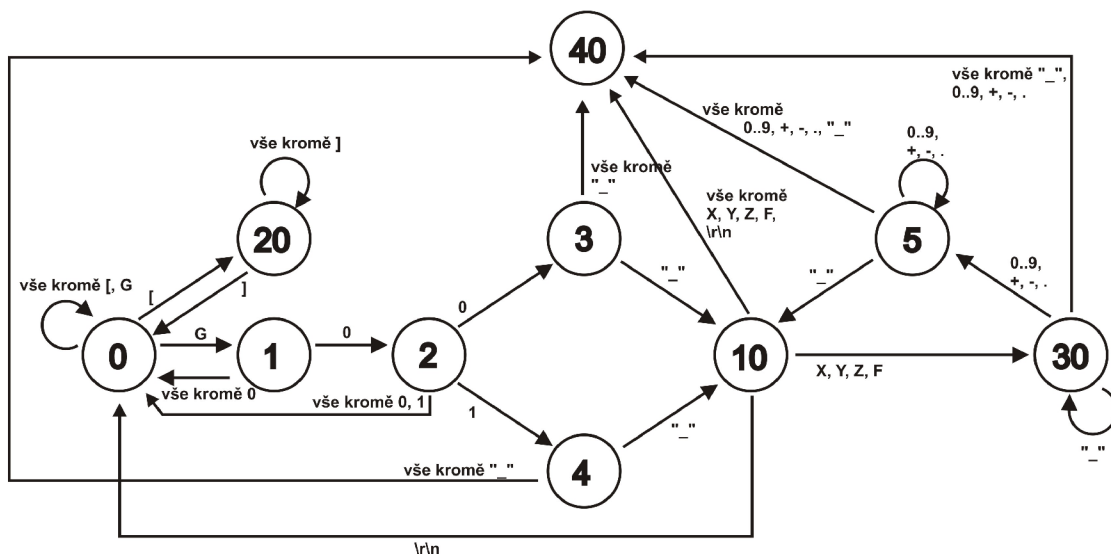 40
vše kromě "_",
0..9, +, -, .
vše kromě
0..9, +, -, ., "_"
0..9,
+, -, .
vše kromě ]
vše kromě
"_"
vše kromě
X, Y, Z, F,
\r\n
20
3
5
vše kromě [, G
[
]
"_"
"_"
0..9,
+, -, .
0
G
1
0
2
0
10
X, Y, Z, F
30
vše kromě 0
vše kromě 0, 1
1
"_"
"_"
vše kromě "_"
4
\r\n